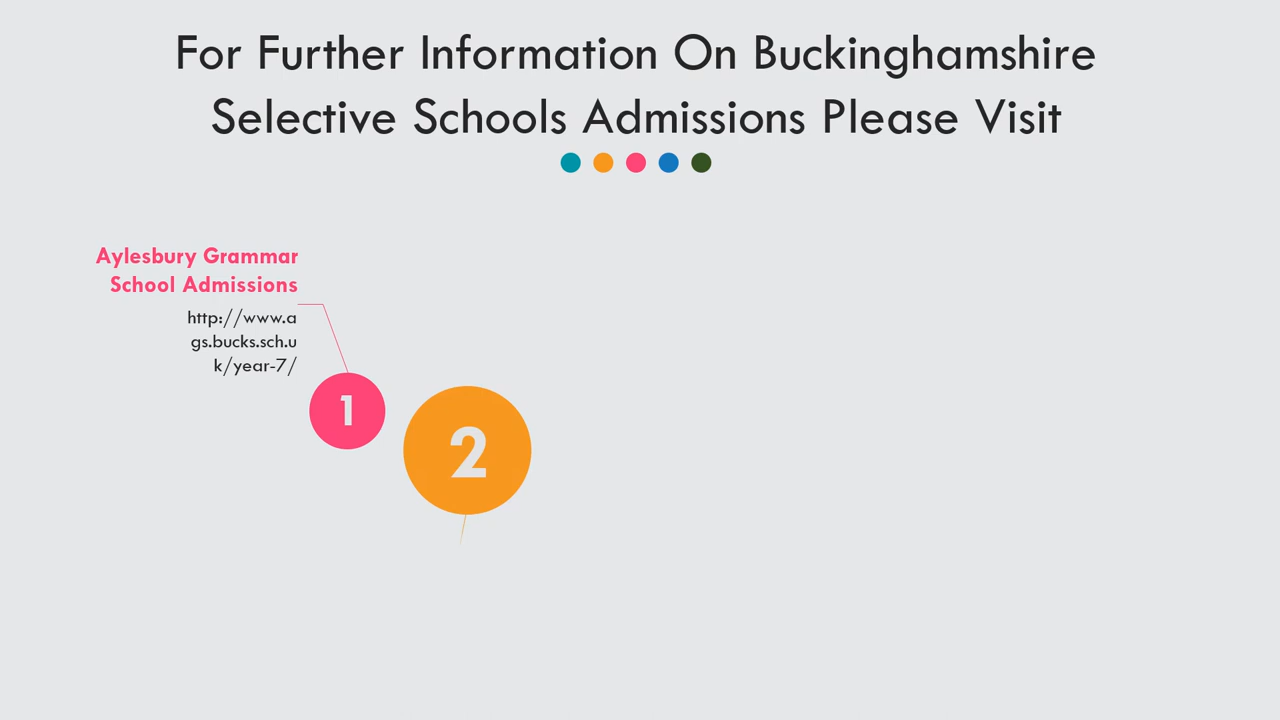 For Further Information On Buckinghamshire
Selective Schools Admissions Please Visit
Aylesbury Grammar
School Admissions
http://www.a
gs.bucks.sch.u
k/year-7/
1
2